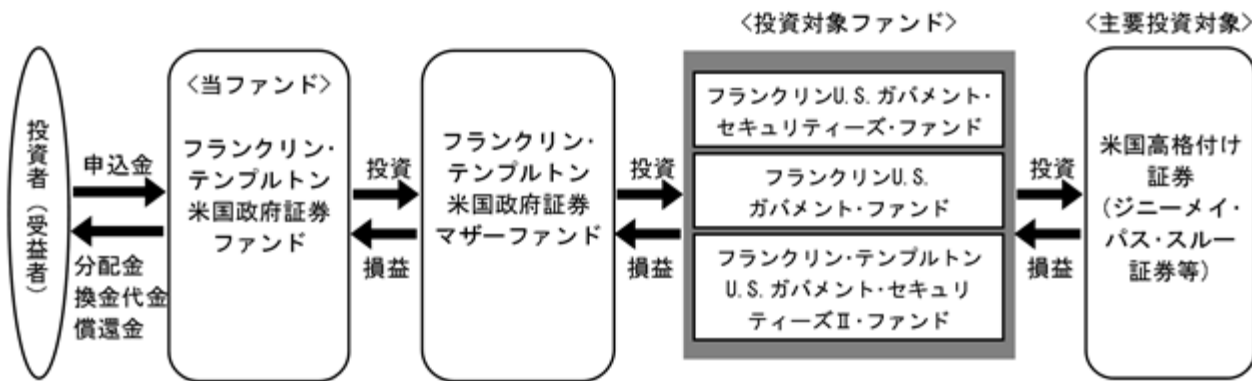 投資者（受益者）
申込金
分配金
換金代金
償還金
〈当ファンド〉
フランクリン・
テンプルトン
米国政府証券
ファンド
投資
損益
フランクリン・
テンプルトン
米国政府証券
マザーファンド
投資
損益
〈投資対象ファンド〉
フランクリンU.S.ガバメント・
セキュリティーズ・ファンド
フランクリンU.S.
ガバメント・ファンド
フランクリン・テンプルトン
U.S.ガバメント・セキュリ
ティーズⅡ・ファンド
投資
損益
〈主要投資対象〉
米国高格付け
証券
（ジニーメイ・
パス・スルー
証券等）